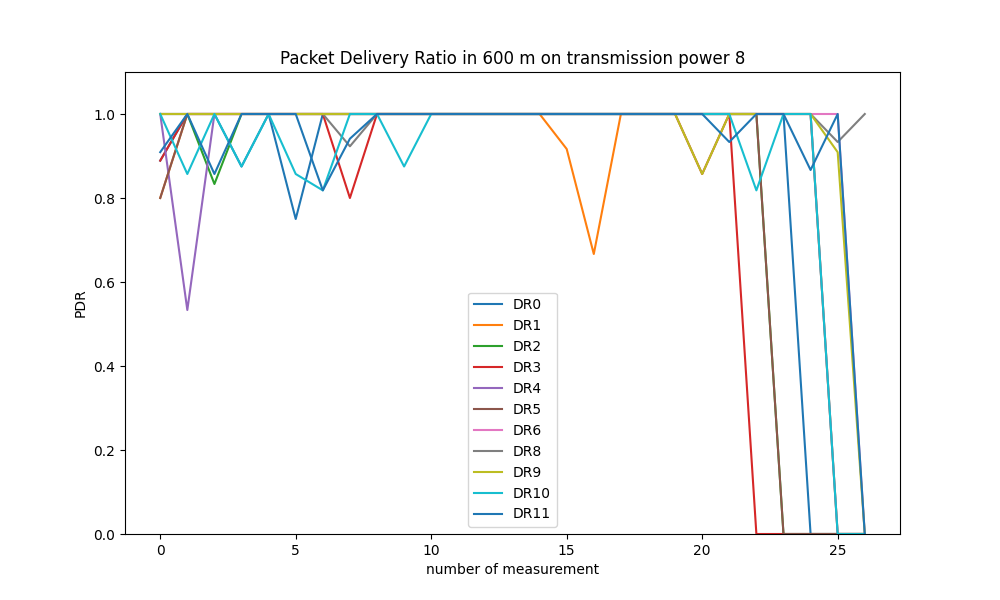 Packet Delivery Ratio in 600 m on transmission power 8
PDR
1.0
0.8
0.6
0.4
0.2
0.0
DR0
DR1
DR2
DR3
DR4
DR5
DR6
DR8
DR9
DR10
DR11
0 5 10 15 20 25
number of measurement